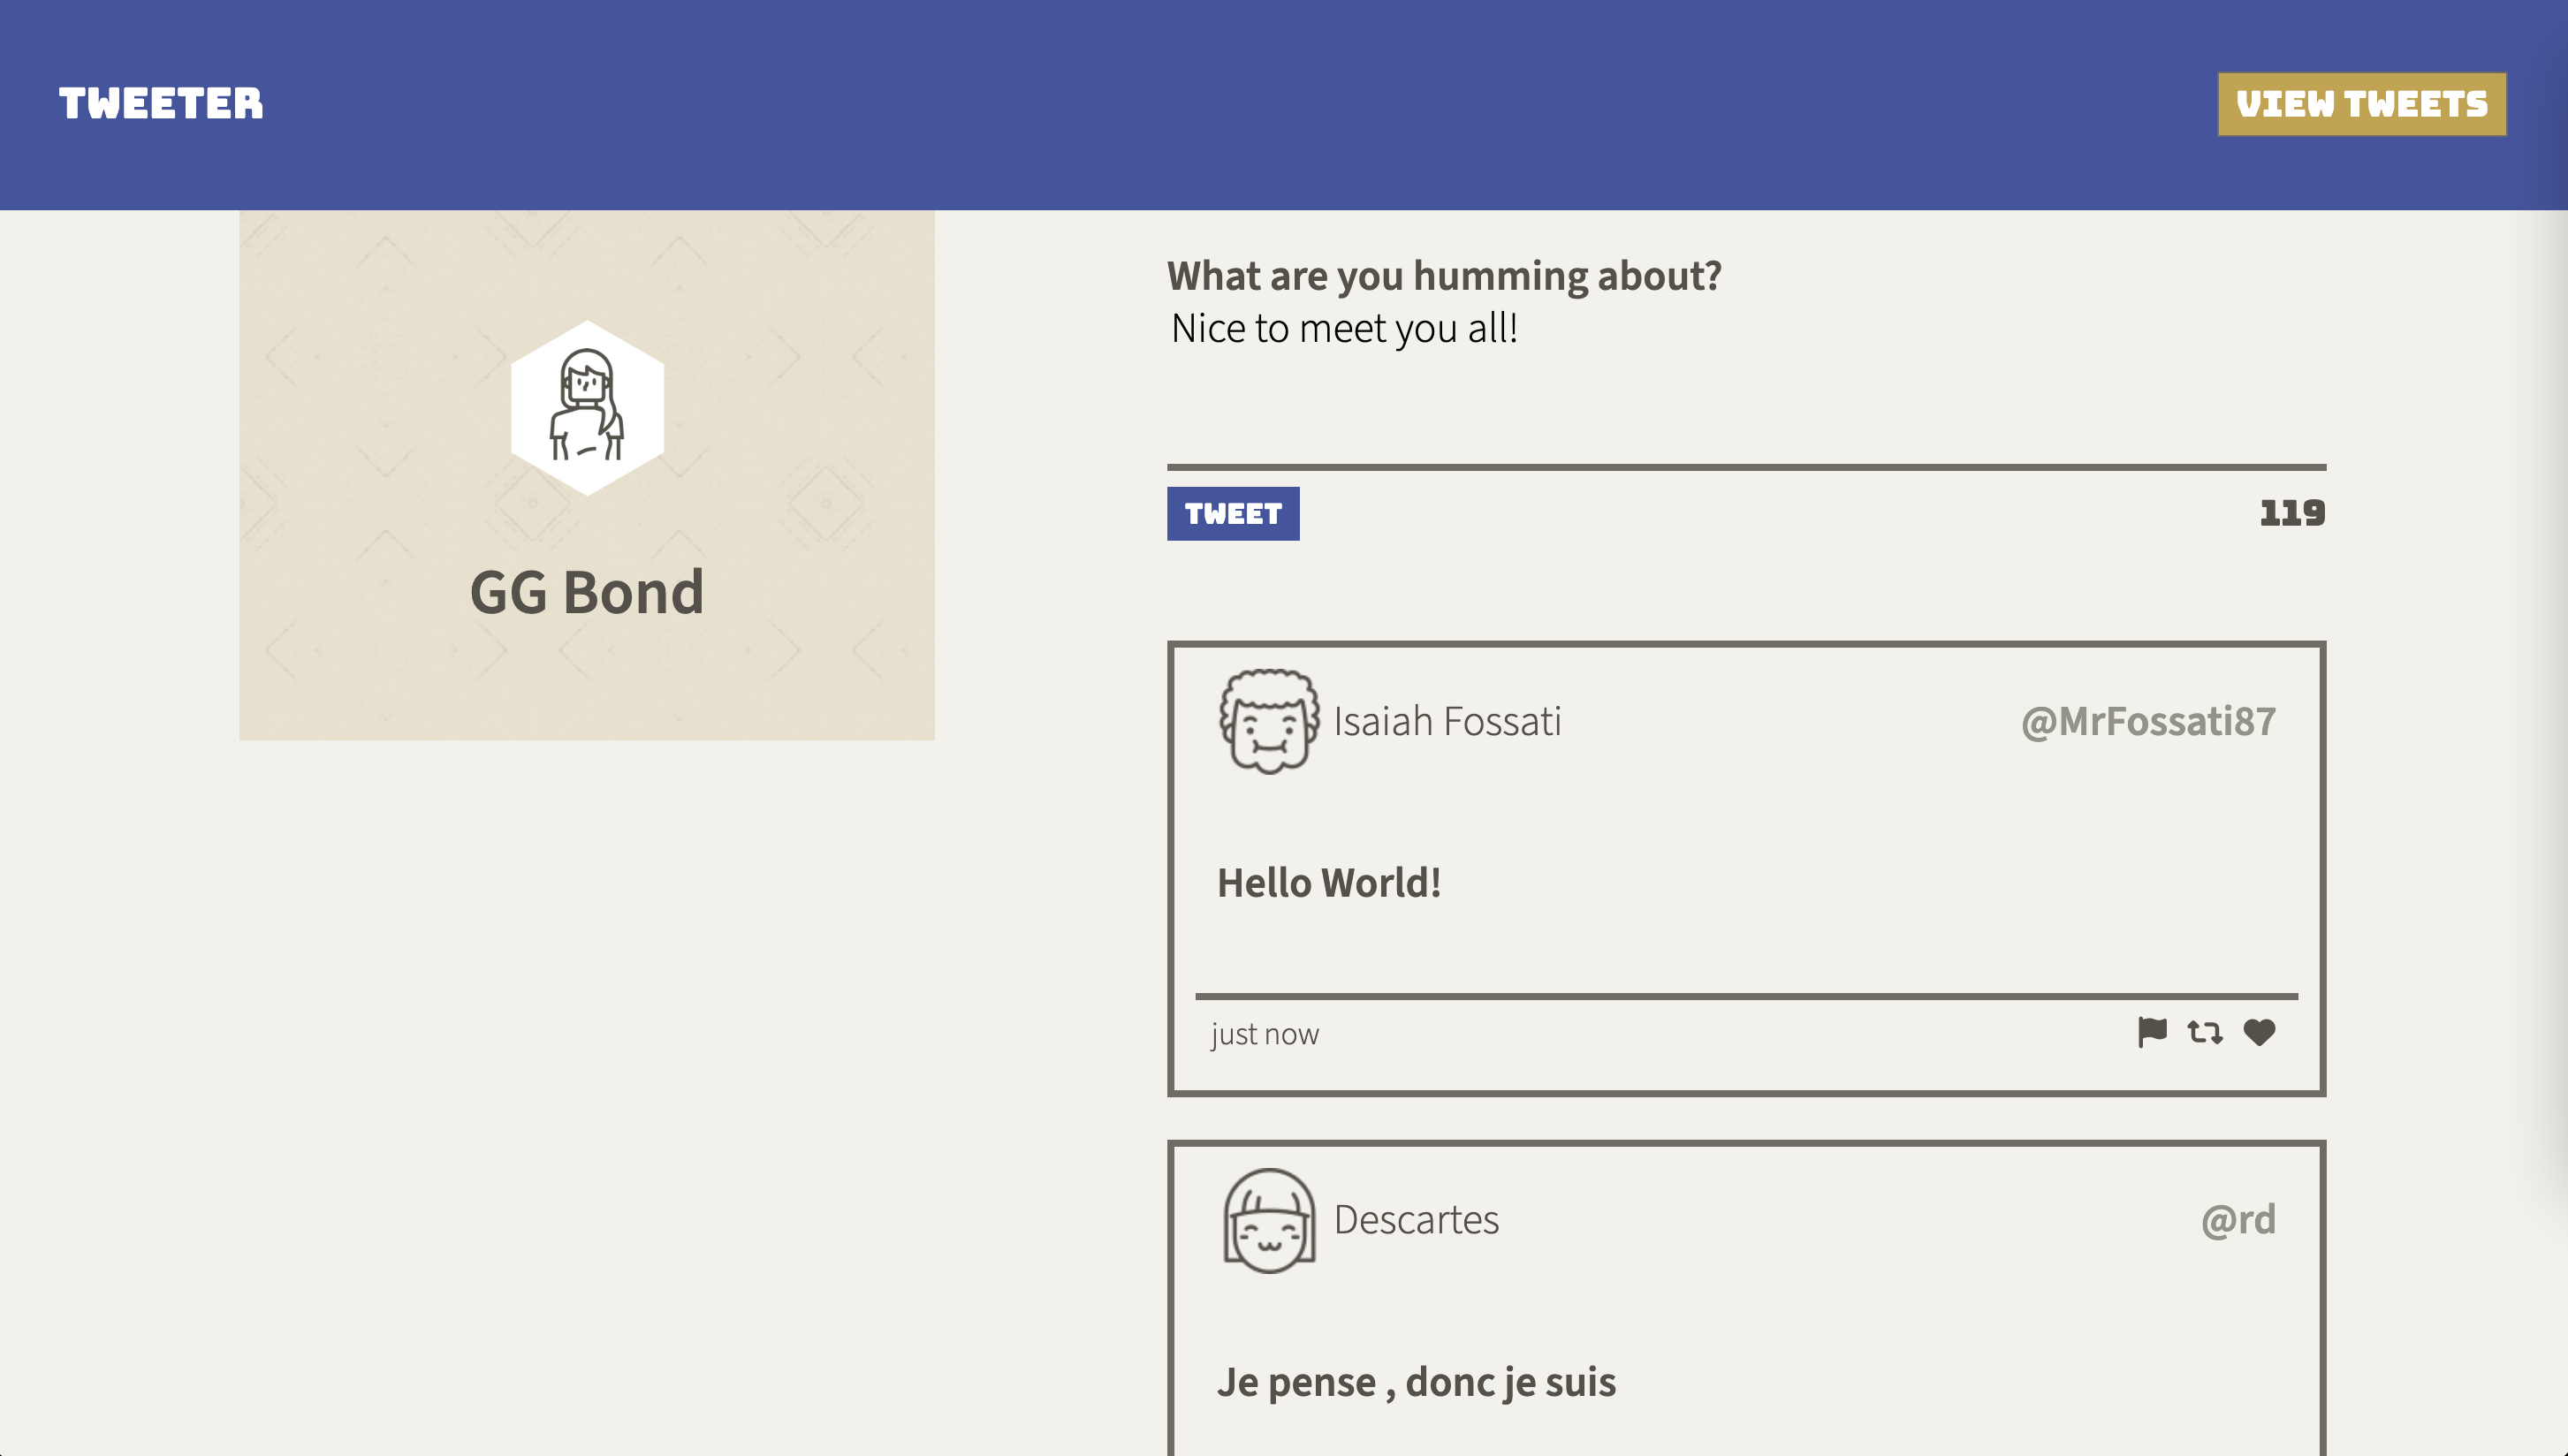 TWEETER
VIEW TWEETS
GG Bond
What are you humming about?
Nice to meet you all!
TWEET
119
Isaiah Fossati
@MrFossati87
Hello World!
just now
Descartes
@rd
Je pense , donc je suis